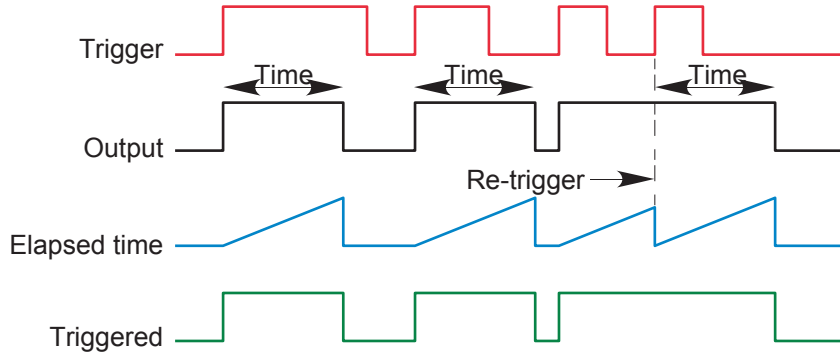 Trigger
Time
Time
Time
Output
Re-trigger
Elapsed time
Triggered